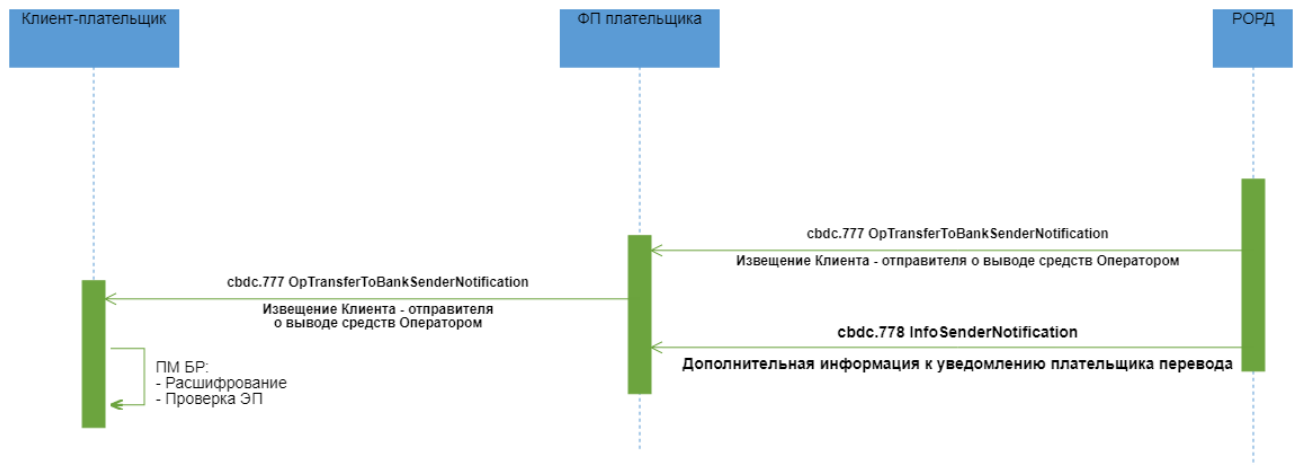 Клиент-плательщик
ФП плательщика
РОРД
cbdc.777 OpTransferToBankSenderNotification
Извещение Клиента - отправителя о выводе средств Оператором
cbdc.777 OpTransferToBankSenderNotification
Извещение Клиента - отправителя
о выводе средств Оператором
cbdc.778 InfoSenderNotification
Дополнительная информация к уведомлению плательщика перевода
ПМ БР:
- Расшифрование
- Проверка ЭП